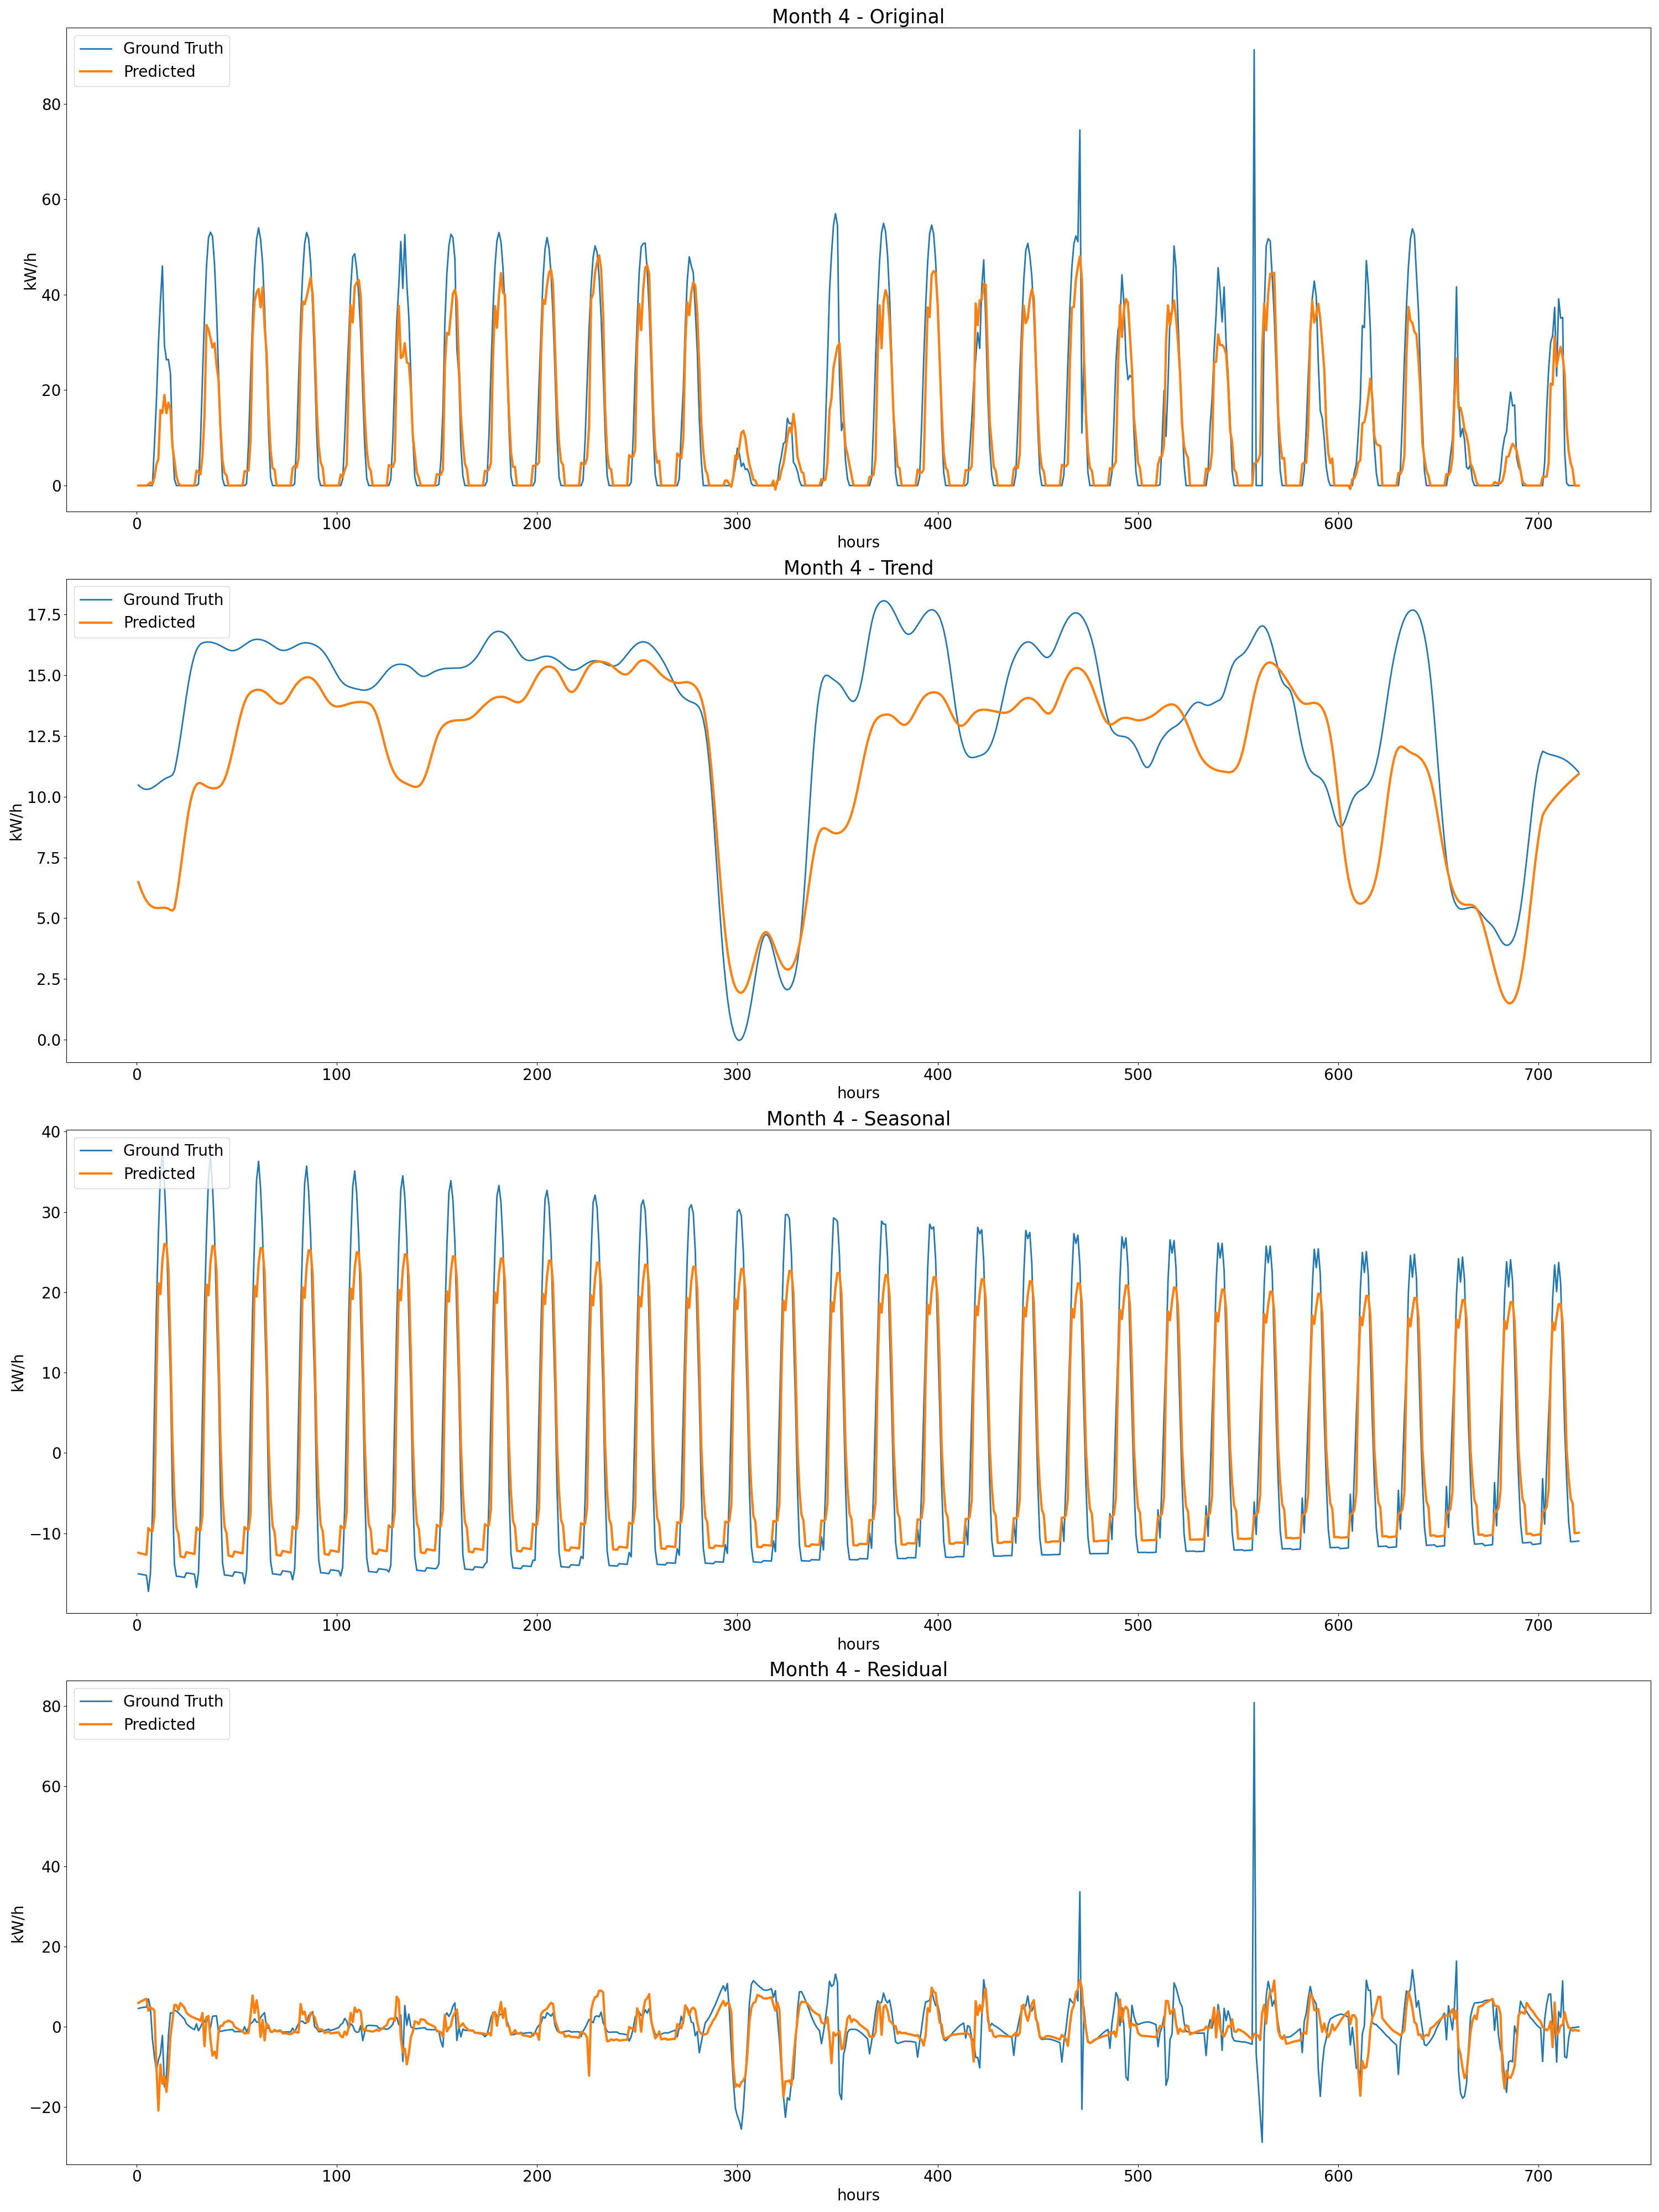 Month 4 - Original
Ground Truth
Predicted
kW/h
80
60
40
20
0
0 100 200 300 400 500 600 700
hours
Month 4 - Trend
Ground Truth
Predicted
kW/h
17.5
15.0
12.5
10.0
7.5
5.0
2.5
0.0
0 100 200 300 400 500 600 700
hours
Month 4 - Seasonal
Ground Truth
Predicted
kW/h
40
30
20
10
0
−10
0 100 200 300 400 500 600 700
hours
Month 4 - Residual
Ground Truth
Predicted
kW/h
80
60
40
20
0
−20
0 100 200 300 400 500 600 700
hours